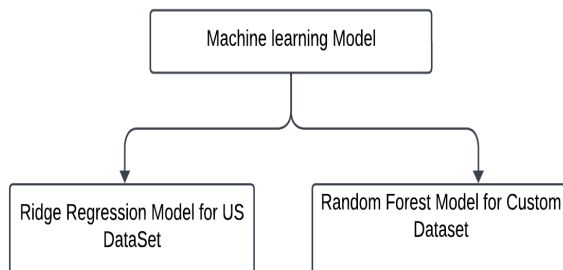 Machine learning Model
Ridge Regression Model for US
DataSet
Random Forest Model for Custom
Dataset